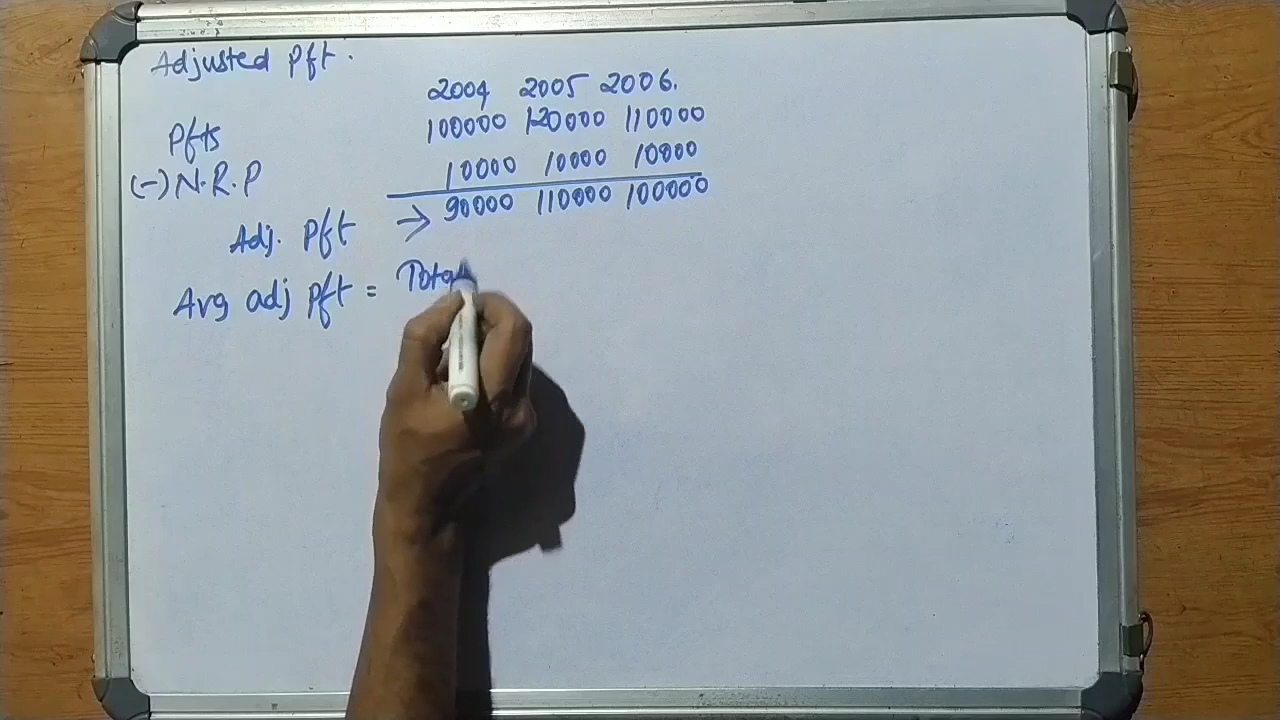 Adjusted Pft.
2004 2005 2006.
Pfts 100000 120000 110000
(-) N.R.P 10000 10000 10000
Adj. Pft → 90000 110000 100000
Avg adj Pft = Total